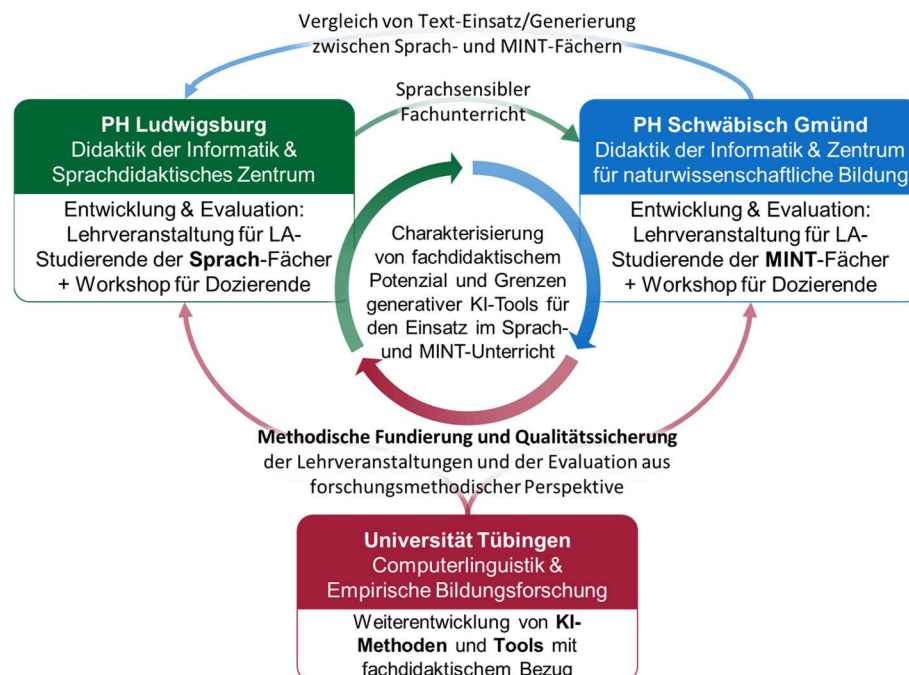 Vergleich von Text-Einsatz/Generierung
zwischen Sprach- und MINT-Fächern
Sprachsensibler
Fachunterricht
PH Ludwigsburg
Didaktik der Informatik &
Sprachdidaktisches Zentrum
Entwicklung & Evaluation:
Lehrveranstaltung für LA-
Studierende der Sprach-Fächer
+ Workshop für Dozierende
PH Schwäbisch Gmünd
Didaktik der Informatik & Zentrum
für naturwissenschaftliche Bildung
Entwicklung & Evaluation:
Lehrveranstaltung für LA-
Studierende der MINT-Fächer
+ Workshop für Dozierende
Charakterisierung
von fachdidaktischem
Potenzial und Grenzen
generativer KI-Tools für
den Einsatz im Sprach-
und MINT-Unterricht
Methodische Fundierung und Qualitätssicherung
der Lehrveranstaltungen und der Evaluation aus
forschungsmethodischer Perspektive
Universität Tübingen
Computerlinguistik &
Empirische Bildungsforschung
Weiterentwicklung von KI-
Methoden und Tools mit
fachdidaktischem Bezug